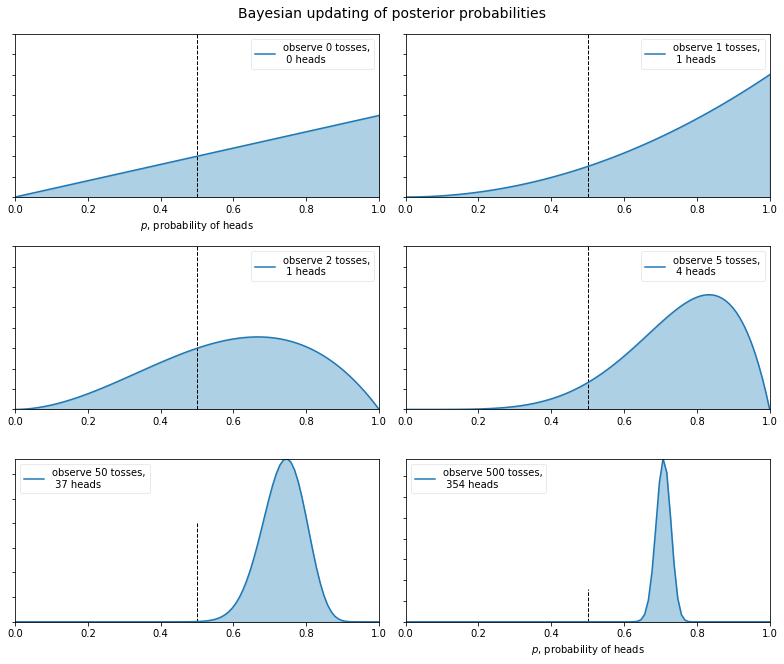 Bayesian updating of posterior probabilities
observe 0 tosses,
0 heads
0.0 0.2 0.4 0.6 0.8 1.0
p, probability of heads
observe 1 tosses,
1 heads
0.0 0.2 0.4 0.6 0.8 1.0
observe 2 tosses,
1 heads
0.0 0.2 0.4 0.6 0.8 1.0
observe 5 tosses,
4 heads
0.0 0.2 0.4 0.6 0.8 1.0
observe 50 tosses,
37 heads
0.0 0.2 0.4 0.6 0.8 1.0
observe 500 tosses,
354 heads
0.0 0.2 0.4 0.6 0.8 1.0
p, probability of heads